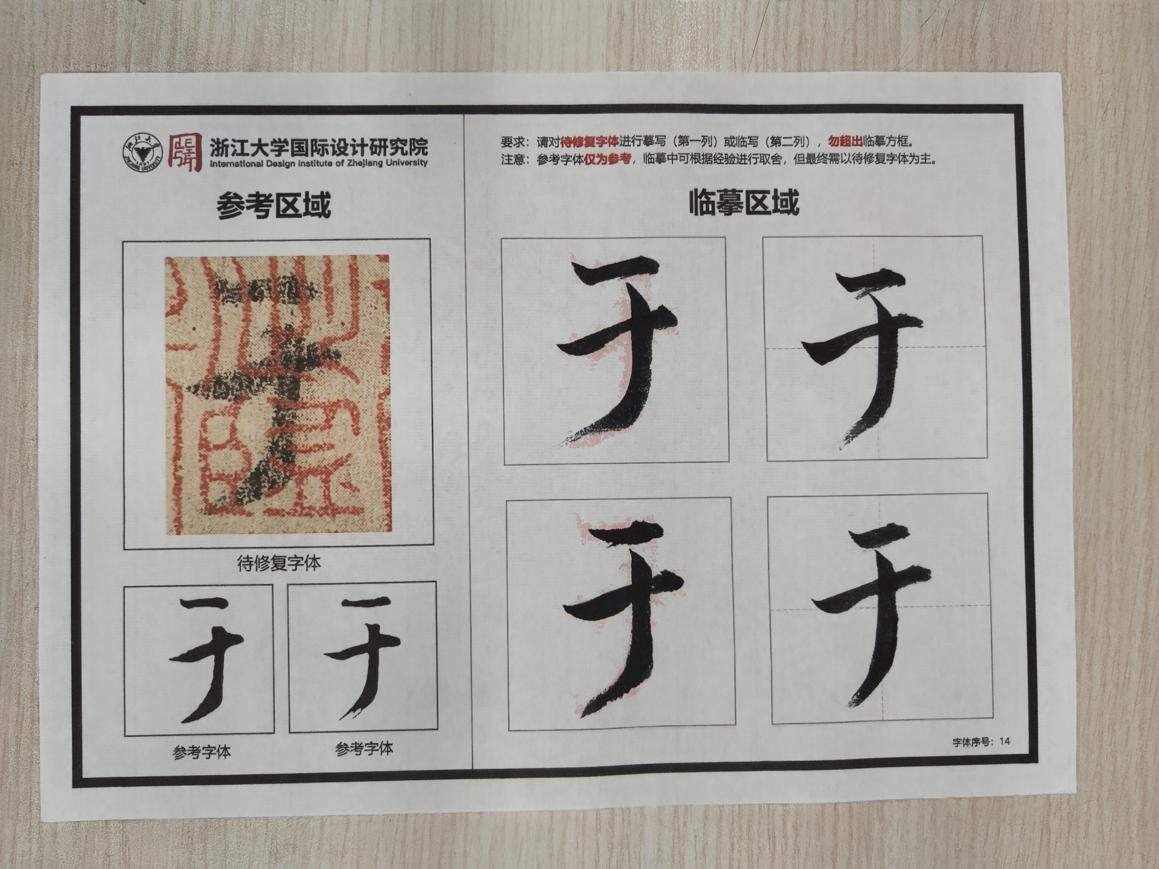 浙江大学国际设计研究院
International Design Institute of Zhejiang University
参考区域
待修复字体
于
于
参考字体
参考字体
要求：请对待修复字体进行摹写（第一列）或临写（第二列），勿超出临摹方框。
注意：参考字体仅为参考，临摹中可根据经验进行取舍，但最终需以待修复字体为主。
临摹区域
于
于
于
于
字体序号：14